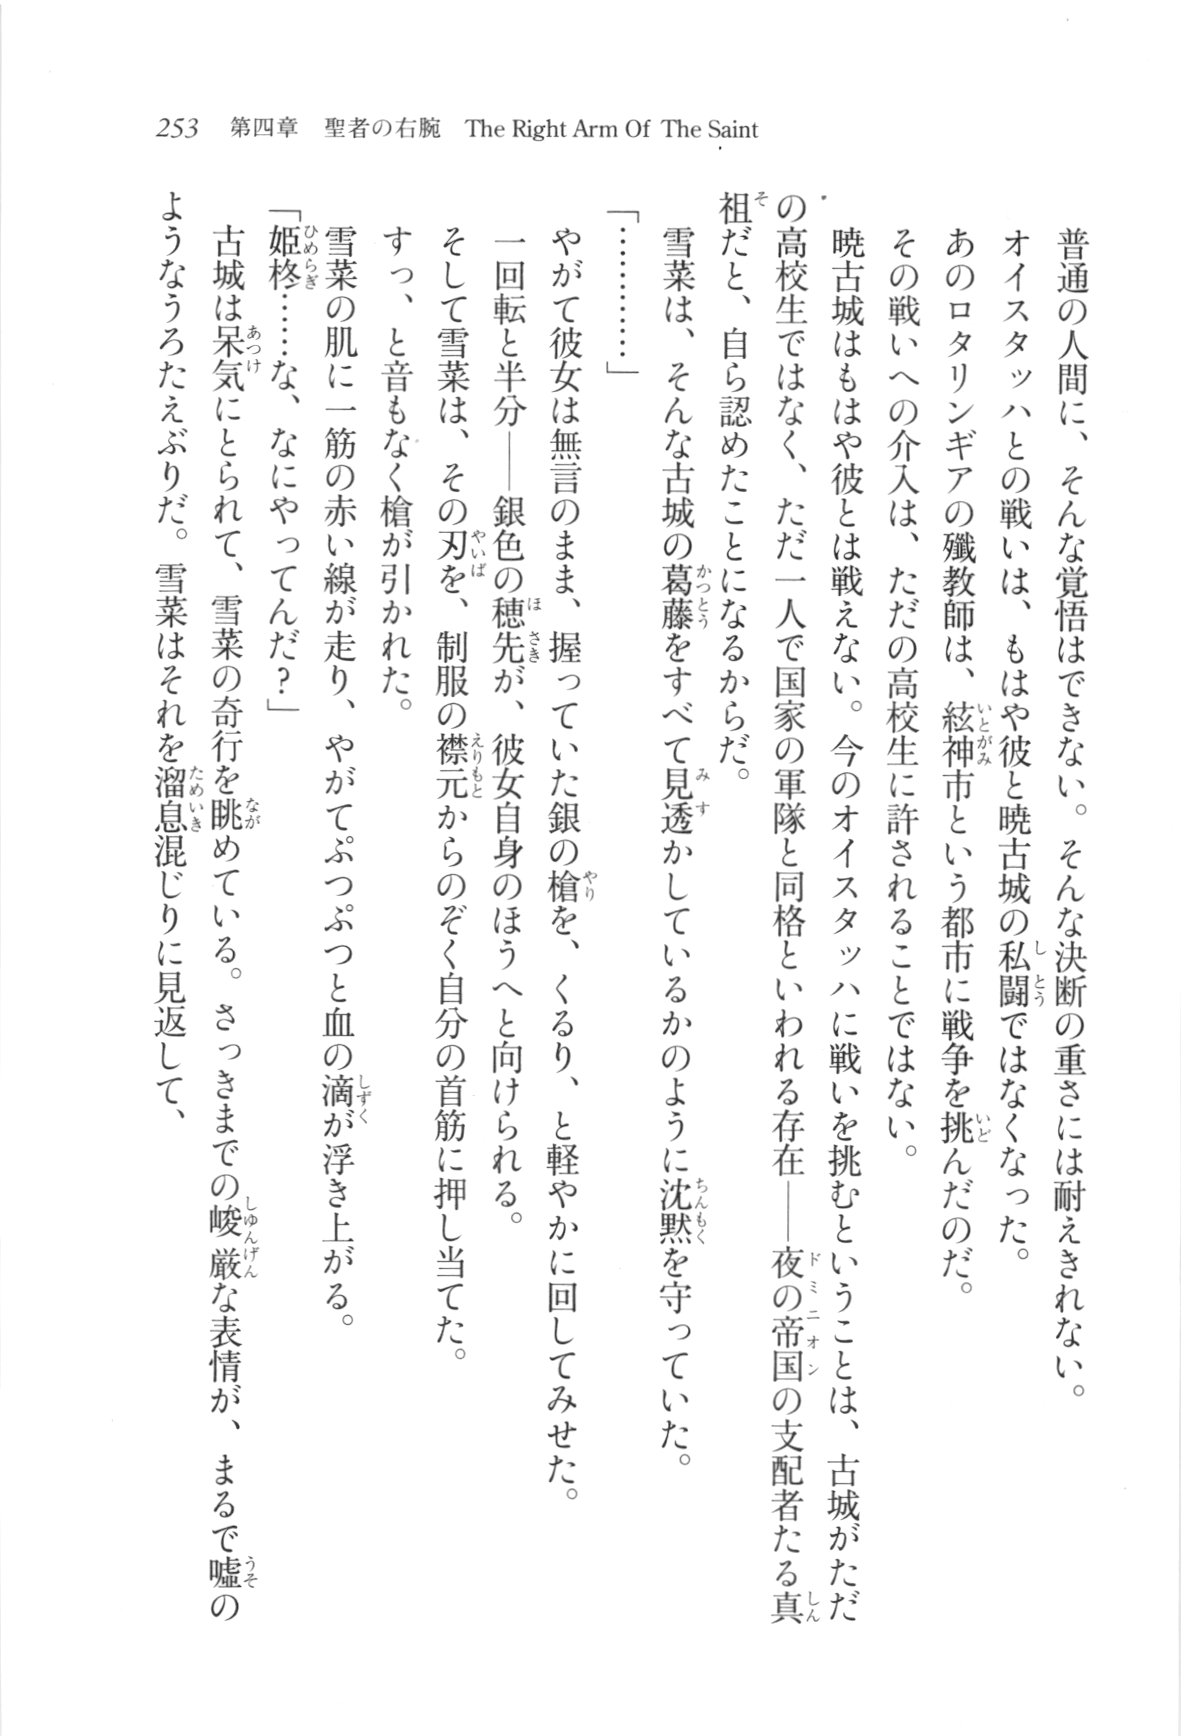 253 第四章　聖者の右腕　The Right Arm Of The Saint
普通の人間に、そんな覚悟はできない。そんな決断の重さには耐えきれない。
オイスタッハとの戦いは、もはや彼と暁古城の私闘ではなくなった。
あのロタリンギアの殲教師は、絃神市という都市に戦争を挑んだのだ。
その戦いへの介入は、ただの高校生に許されることではない。
暁古城はもはや彼とは戦えない。今のオイスタッハに戦いを挑むということは、古城がただ
の高校生ではなく、ただ一人で国家の軍隊と同格といわれる存在――夜の帝国の支配者たる真
祖だと、自ら認めたことになるからだ。
雪菜は、そんな古城の葛藤をすべて見透かしているかのように沈黙を守っていた。
「…………」
やがて彼女は無言のまま、握っていた銀の槍を、くるり、と軽やかに回してみせた。
一回転と半分――銀色の穂先が、彼女自身のほうへと向けられる。
そして雪菜は、その刃を、制服の襟元からのぞく自分の首筋に押し当てた。
すっ、と音もなく槍が引かれた。
雪菜の肌に一筋の赤い線が走り、やがてぷつぷつと血の滴が浮き上がる。
「姫柊……な、なにやってんだ？」
古城は呆気にとられて、雪菜の奇行を眺めている。さっきまでの峻厳な表情が、まるで嘘の
ようなうろたえぶりだ。雪菜はそれを溜息混じりに見返して、